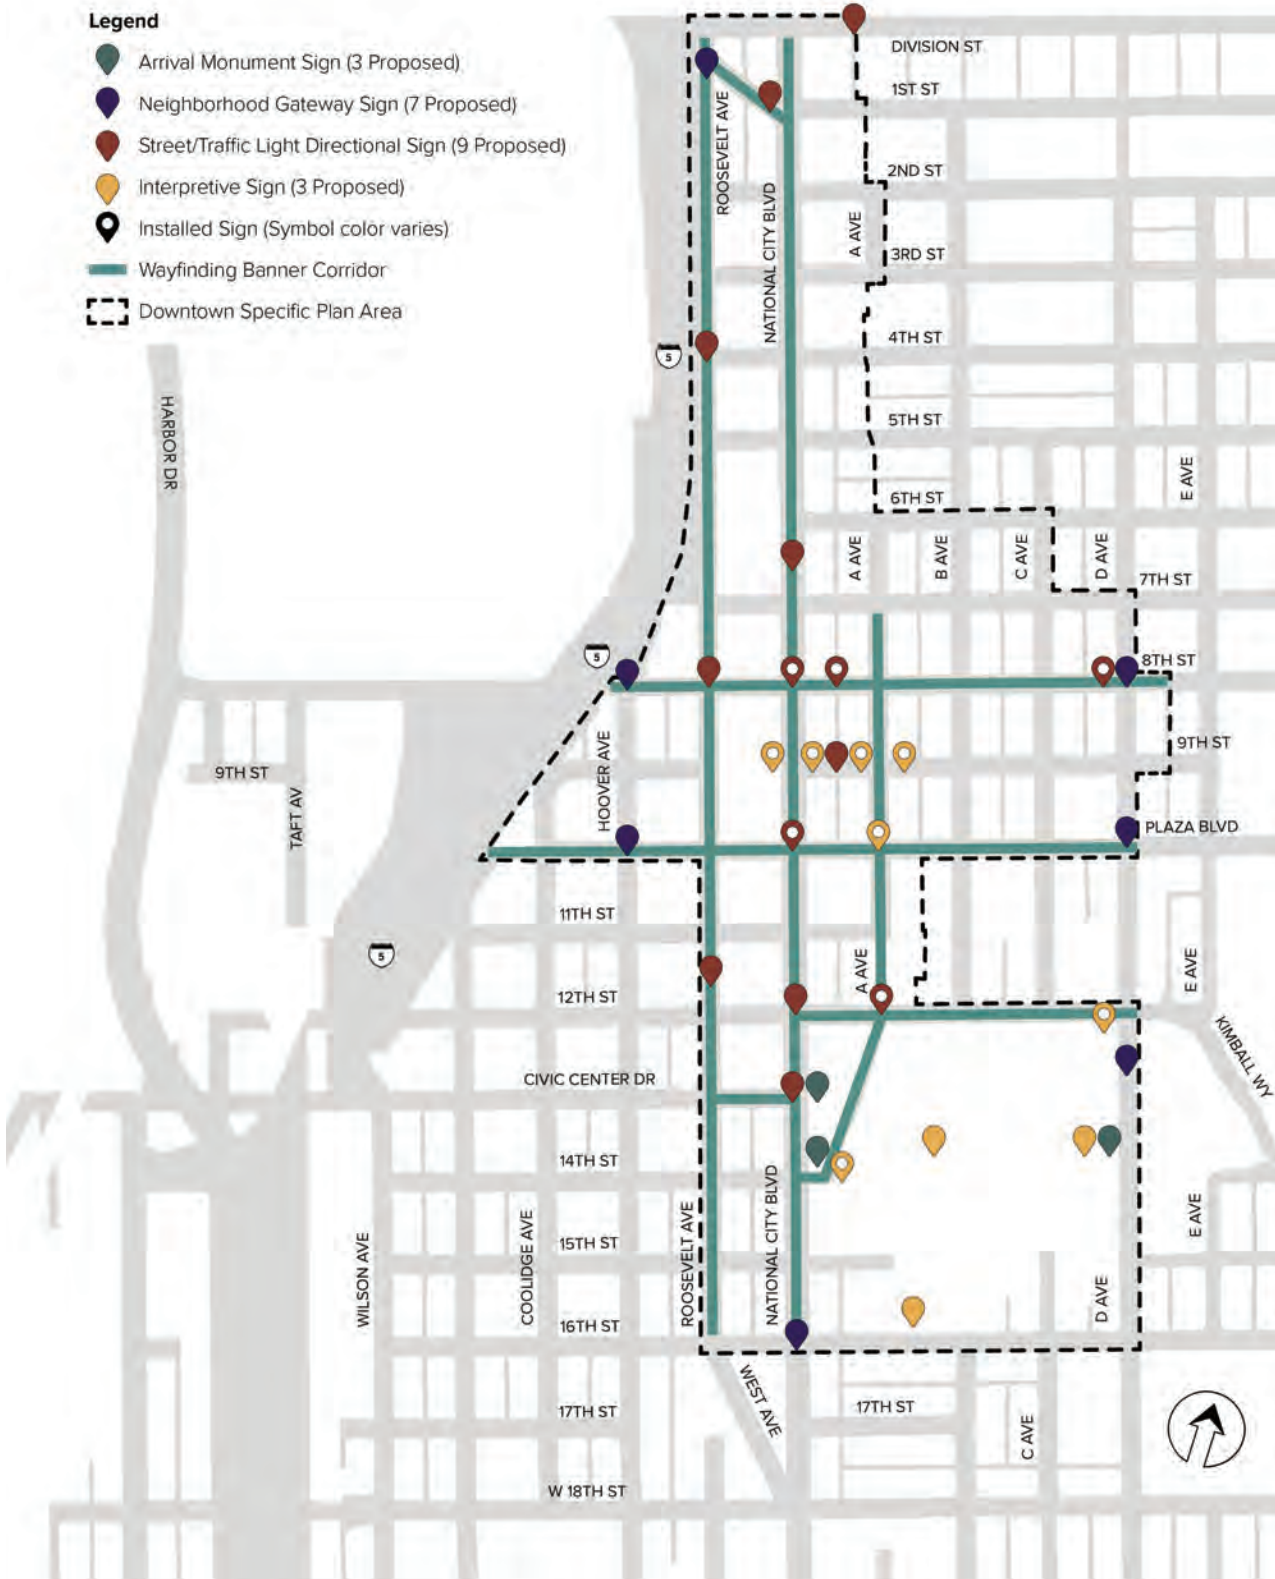 Legend
Arrival Monument Sign (3 Proposed)
Neighborhood Gateway Sign (7 Proposed)
Street/Traffic Light Directional Sign (9 Proposed)
Interpretive Sign (3 Proposed)
Installed Sign (Symbol color varies)
Wayfinding Banner Corridor
Downtown Specific Plan Area
DIVISION ST
1ST ST
ROOSEVELT AVE
2ND ST
NATIONAL CITY BLVD
A AVE
3RD ST
4TH ST
5
HARBOR DR
5TH ST
E AVE
6TH ST
A AVE
B AVE
C AVE
D AVE
7TH ST
5
8TH ST
9TH ST
HOOVER AVE
9TH ST
TAFT AV
PLAZA BLVD
11TH ST
5
A AVE
E AVE
12TH ST
KIMBALL WY
CIVIC CENTER DR
14TH ST
NATIONAL CITY BLVD
ROOSEVELT AVE
E AVE
15TH ST
COOLIDGE AVE
WILSON AVE
D AVE
16TH ST
WEST AVE
17TH ST
17TH ST
C AVE
W 18TH ST